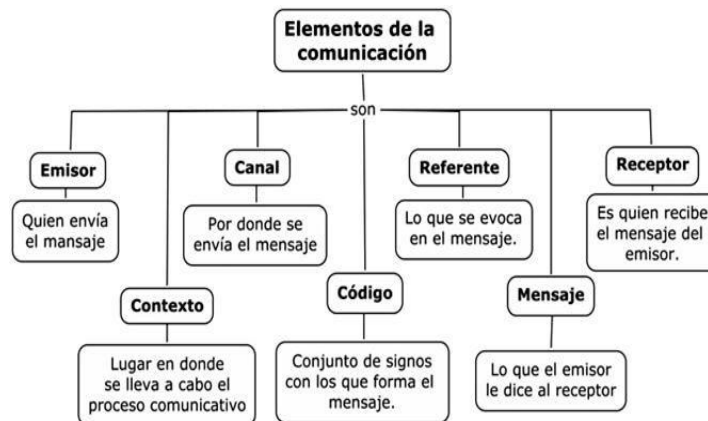 Elementos de la
comunicación
son
Emisor
Quien envía
el mansaje
Canal
Por donde se
envía el mensaje
Referente
Lo que se evoca
en el mensaje.
Receptor
Es quien recibe
el mensaje del
emisor.
Contexto
Lugar en donde
se lleva a cabo el
proceso comunicativo
Código
Conjunto de signos
con los que forma el
mensaje.
Mensaje
Lo que el emisor
le dice al receptor